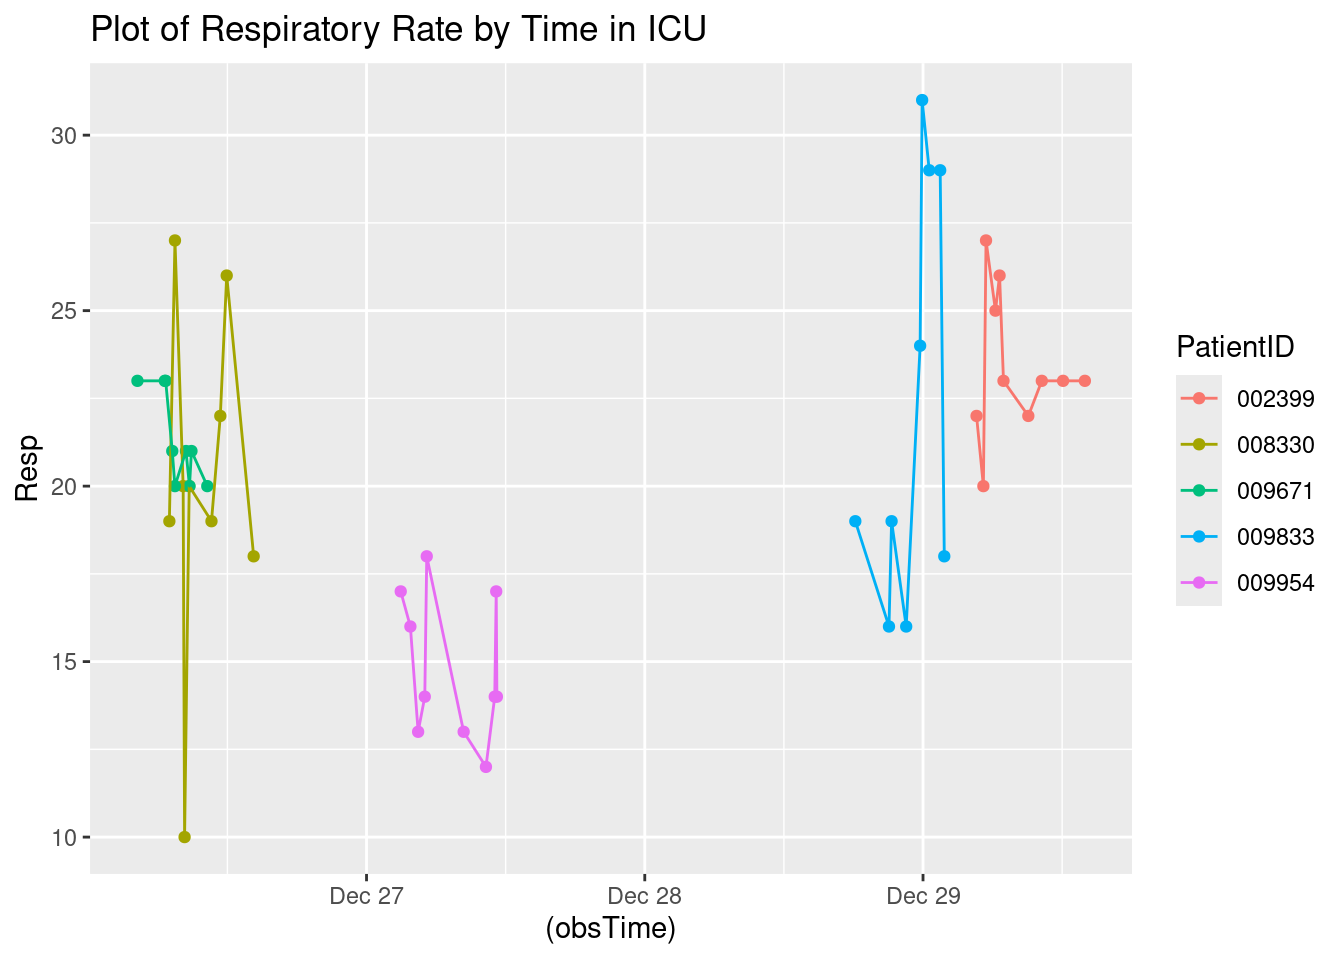 Plot of Respiratory Rate by Time in ICU
30
25
20
15
10
Resp
Dec 27
Dec 28
Dec 29
(obsTime)
PatientID
002399
008330
009671
009833
009954